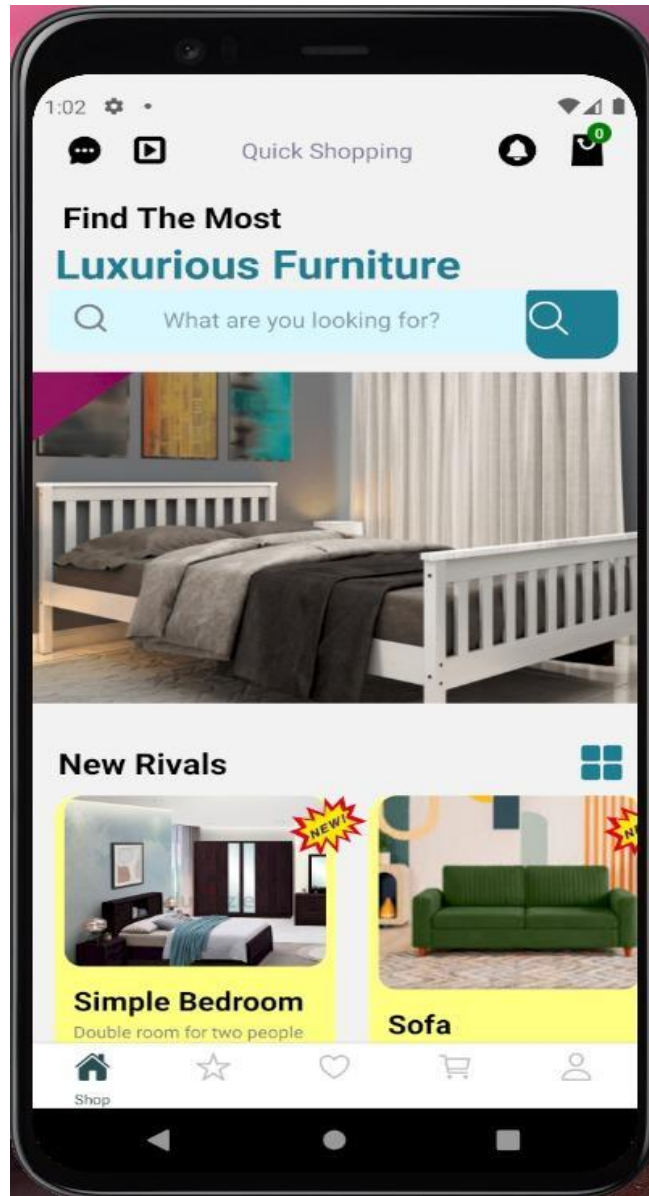 1:02
0
Quick Shopping
Find The Most
Luxurious Furniture
What are you looking for?
New Rivals
NEW!
Simple Bedroom
Double room for two people
Sofa
Shop